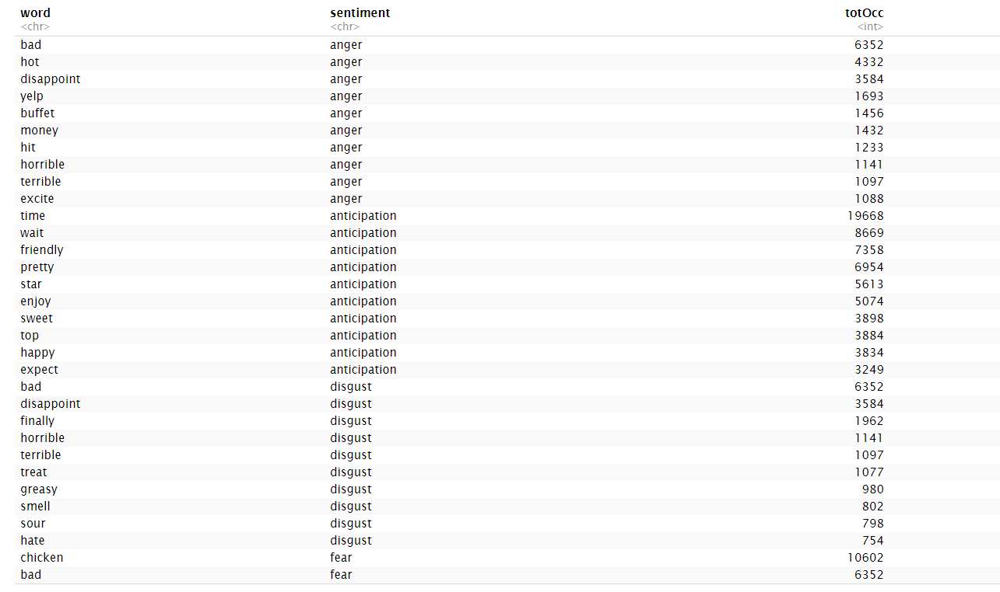 word sentiment totOcc
<chr> <chr> <int>
bad anger 6352
hot anger 4332
disappoint anger 3584
yelp anger 1693
buffet anger 1456
money anger 1432
hit anger 1233
horrible anger 1141
terrible anger 1097
excite anger 1088
time anticipation 19668
wait anticipation 8669
friendly anticipation 7358
pretty anticipation 6954
star anticipation 5613
enjoy anticipation 5074
sweet anticipation 3898
top anticipation 3884
happy anticipation 3834
expect anticipation 3249
bad disgust 6352
disappoint disgust 3584
finally disgust 1962
horrible disgust 1141
terrible disgust 1097
treat disgust 1077
greasy disgust 980
smell disgust 802
sour disgust 798
hate disgust 754
chicken fear 10602
bad fear 6352